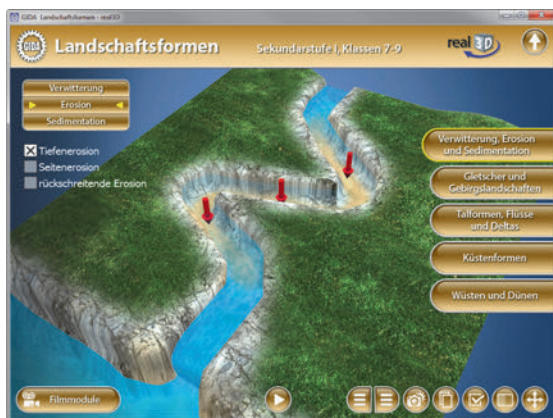 GIDA Landschaftsformen - real3D
GIDA
Landschaftsformen
Sekundarstufe I, Klassen 7-9
real 3D
Verwitterung
Erosion
Sedimentation
Tiefenerosion
Seitenerosion
rückschreitende Erosion
Verwitterung, Erosion
und Sedimentation
Gletscher und
Gebirgslandschaften
Talformen, Flüsse
und Deltas
Küstenformen
Wüsten und Dünen
Filmmodule